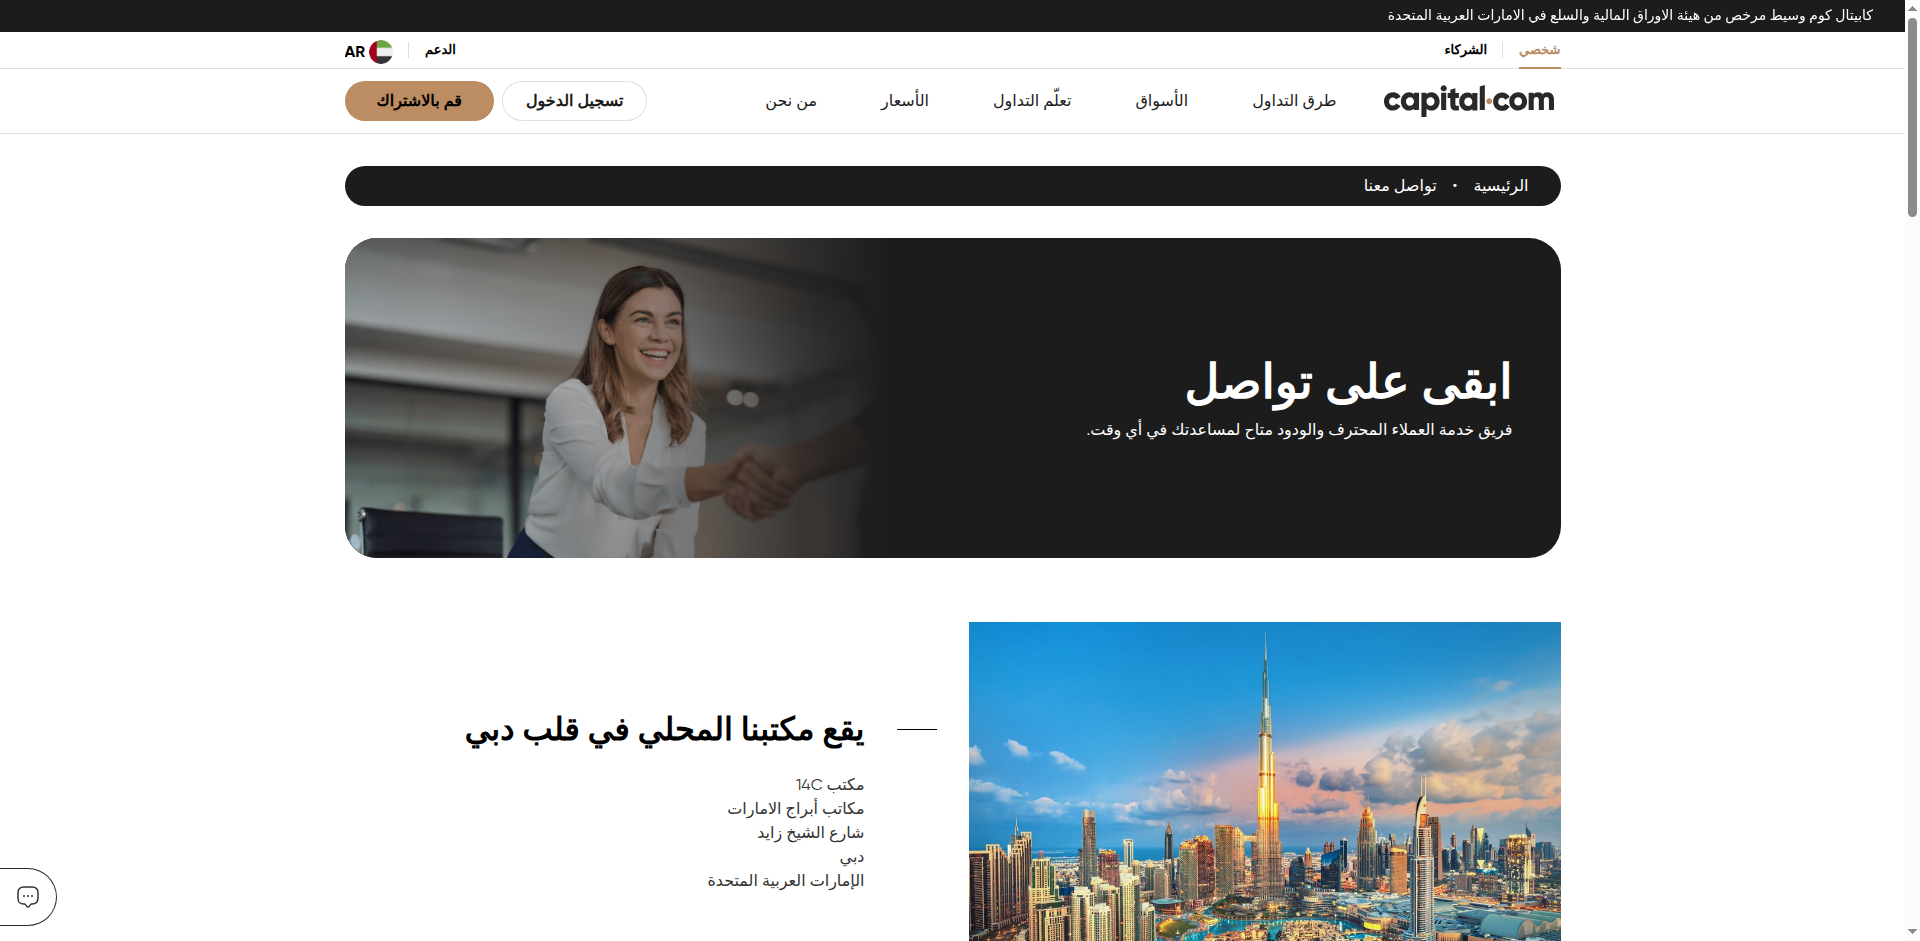 كابيتال كوم وسيط مرخص من هيئة الاوراق المالية والسلع في الامارات العربية المتحدة
شخصي
الشركاء
الدعم
AR
capital.com
طرق التداول
الأسواق
تعلّم التداول
الأسعار
من نحن
تسجيل الدخول
قم بالاشتراك
الرئيسية • تواصل معنا
ابقى على تواصل
فريق خدمة العملاء المحترف والودود متاح لمساعدتك في أي وقت.
يقع مكتبنا المحلي في قلب دبي
مكتب 14C
مكاتب أبراج الامارات
شارع الشيخ زايد
دبي
الإمارات العربية المتحدة